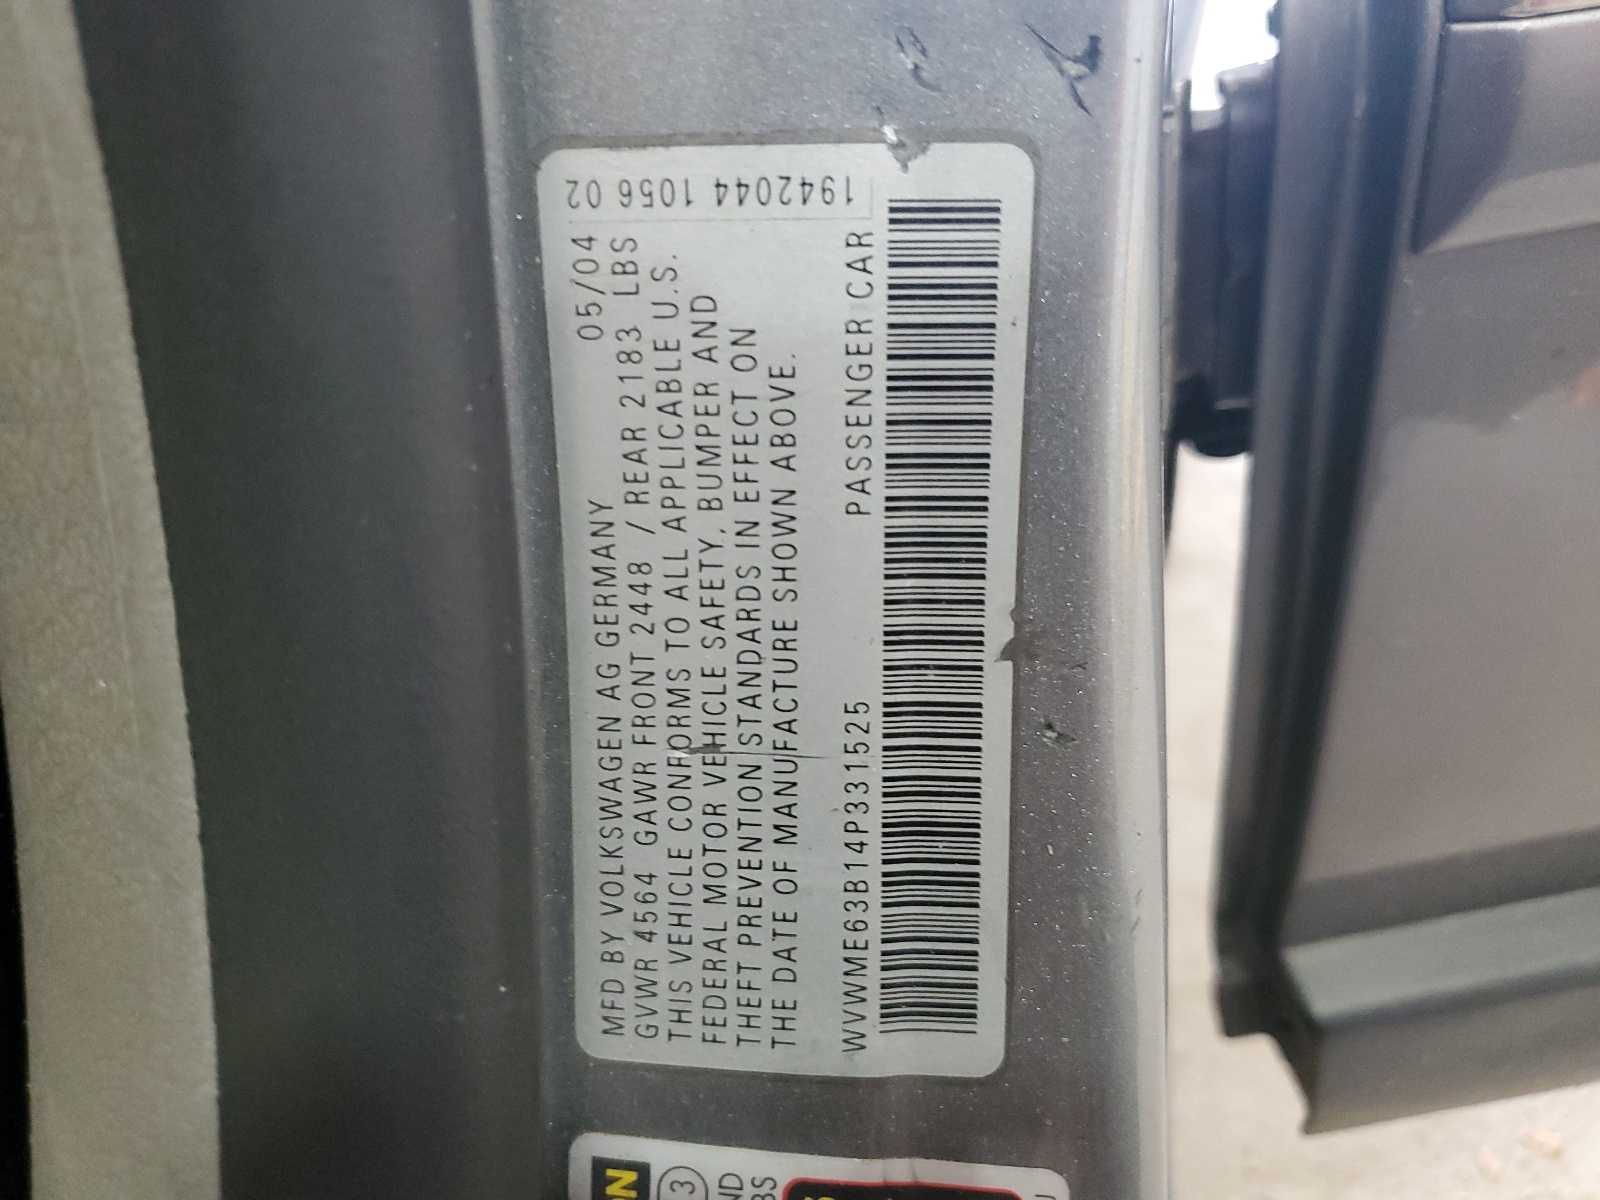 MFD BY VOLKSWAGEN AG GERMANY 05/04
GVWR 4564 GAWR FRONT 2448 / REAR 2183 LBS
THIS VEHICLE CONFORMS TO ALL APPLICABLE U.S.
FEDERAL MOTOR VEHICLE SAFETY, BUMPER AND
THEFT PREVENTION STANDARDS IN EFFECT ON
THE DATE OF MANUFACTURE SHOWN ABOVE.
WVWME63B14P331525 PASSENGER CAR
1942044 1056 02
3